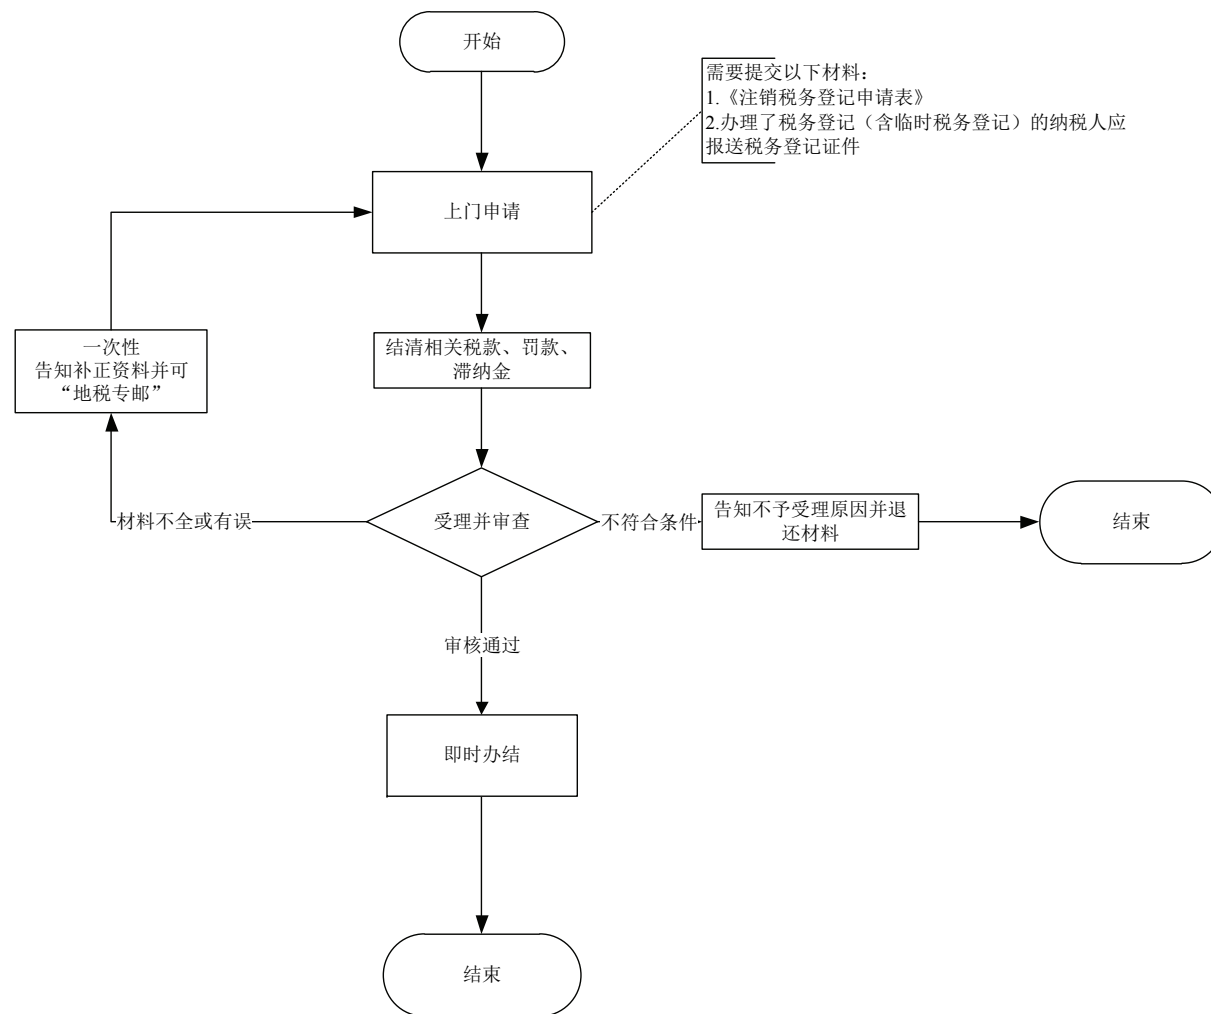 开始
需要提交以下材料：
1.《注销税务登记申请表》
2.办理了税务登记（含临时税务登记）的纳税人应
报送税务登记证件
上门申请
一次性
告知补正资料并可
“地税专邮”
结清相关税款、罚款、
滞纳金
材料不全或有误
受理并审查
不符合条件
告知不予受理原因并退
还材料
结束
审核通过
即时办结
结束